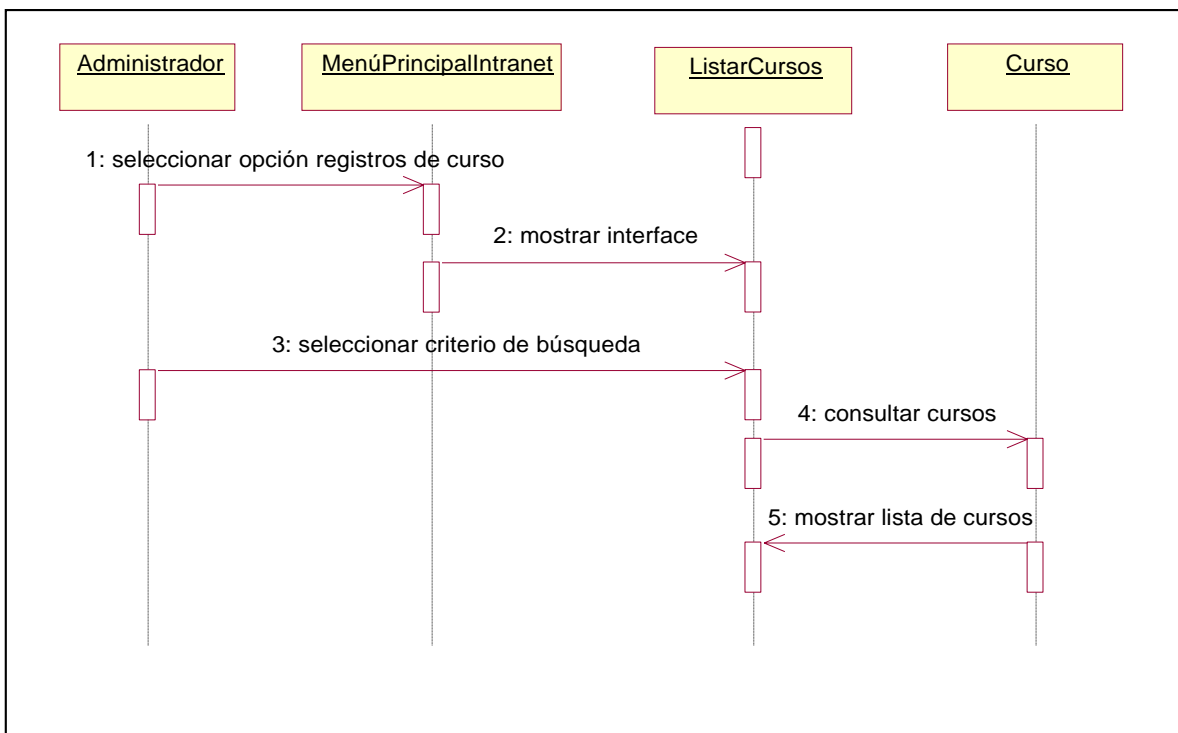 Administrador
MenúPrincipalIntranet
ListarCursos
Curso
1: seleccionar opción registros de curso
2: mostrar interface
3: seleccionar criterio de búsqueda
4: consultar cursos
5: mostrar lista de cursos